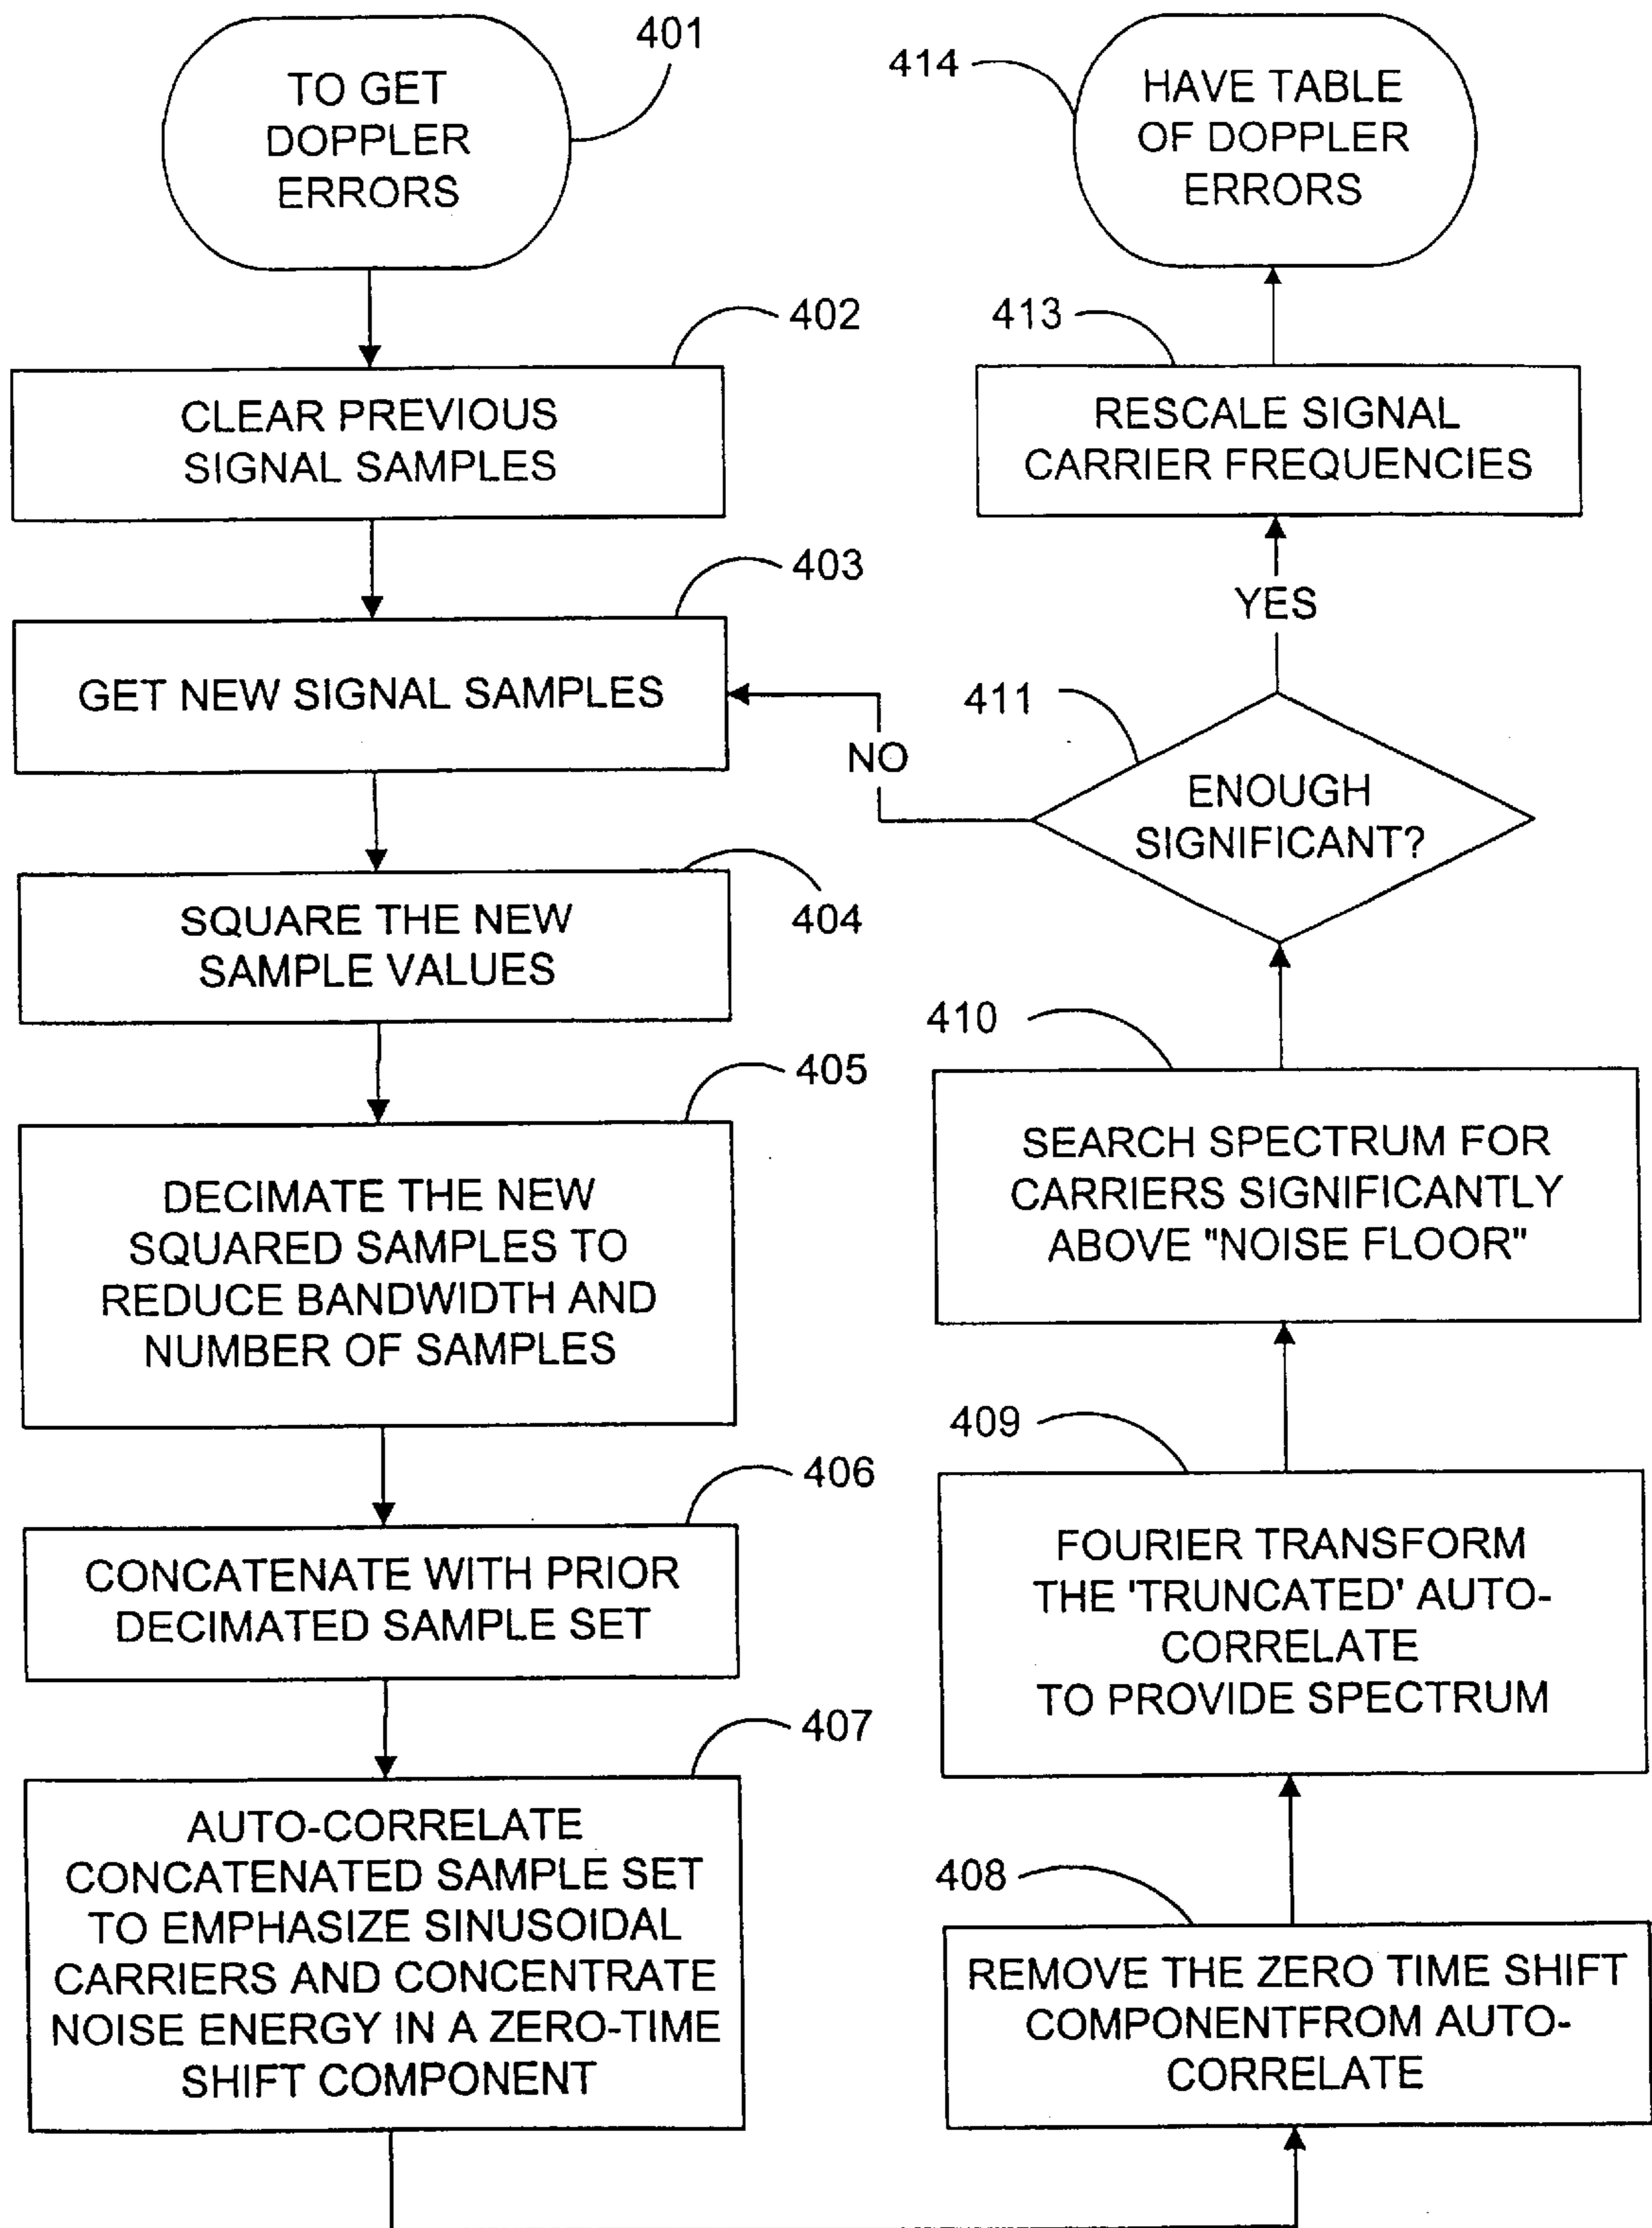 401
TO GET
DOPPLER
ERRORS
402
CLEAR PREVIOUS
SIGNAL SAMPLES
403
GET NEW SIGNAL SAMPLES
404
SQUARE THE NEW
SAMPLE VALUES
405
DECIMATE THE NEW
SQUARED SAMPLES TO
REDUCE BANDWIDTH AND
NUMBER OF SAMPLES
406
CONCATENATE WITH PRIOR
DECIMATED SAMPLE SET
407
AUTO-CORRELATE
CONCATENATED SAMPLE SET
TO EMPHASIZE SINUSOIDAL
CARRIERS AND CONCENTRATE
NOISE ENERGY IN A ZERO-TIME
SHIFT COMPONENT
408
REMOVE THE ZERO TIME SHIFT
COMPONENTFROM AUTO-
CORRELATE
409
FOURIER TRANSFORM
THE 'TRUNCATED' AUTO-
CORRELATE
TO PROVIDE SPECTRUM
410
SEARCH SPECTRUM FOR
CARRIERS SIGNIFICANTLY
ABOVE "NOISE FLOOR"
411
ENOUGH
SIGNIFICANT?
NO
YES
413
RESCALE SIGNAL
CARRIER FREQUENCIES
414
HAVE TABLE
OF DOPPLER
ERRORS